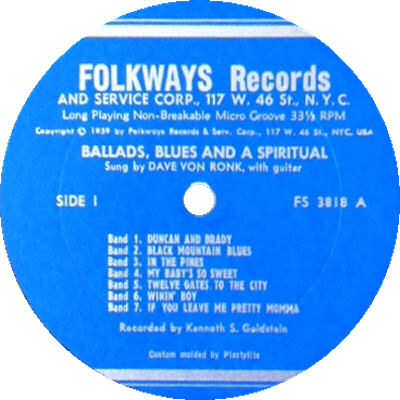 FOLKWAYS Records
AND SERVICE CORP., 117 W. 46 St., N.Y.C.
Long Playing Non-Breakable Micro Groove 33⅓ RPM
Copyright © 1959 by Folkways Records & Serv. Corp., 117 W. 46 St., NYC, USA
BALLADS, BLUES AND A SPIRITUAL
Sung by DAVE VON RONK, with guitar
SIDE I FS 3818 A
Band 1. DUNCAN AND BRADY
Band 2. BLACK MOUNTAIN BLUES
Band 3. IN THE PINES
Band 4. MY BABY'S SO SWEET
Band 5. TWELVE GATES TO THE CITY
Band 6. WININ' BOY
Band 7. IF YOU LEAVE ME PRETTY MOMMA
Recorded by Kenneth S. Goldstein
Custom molded by Plastylite